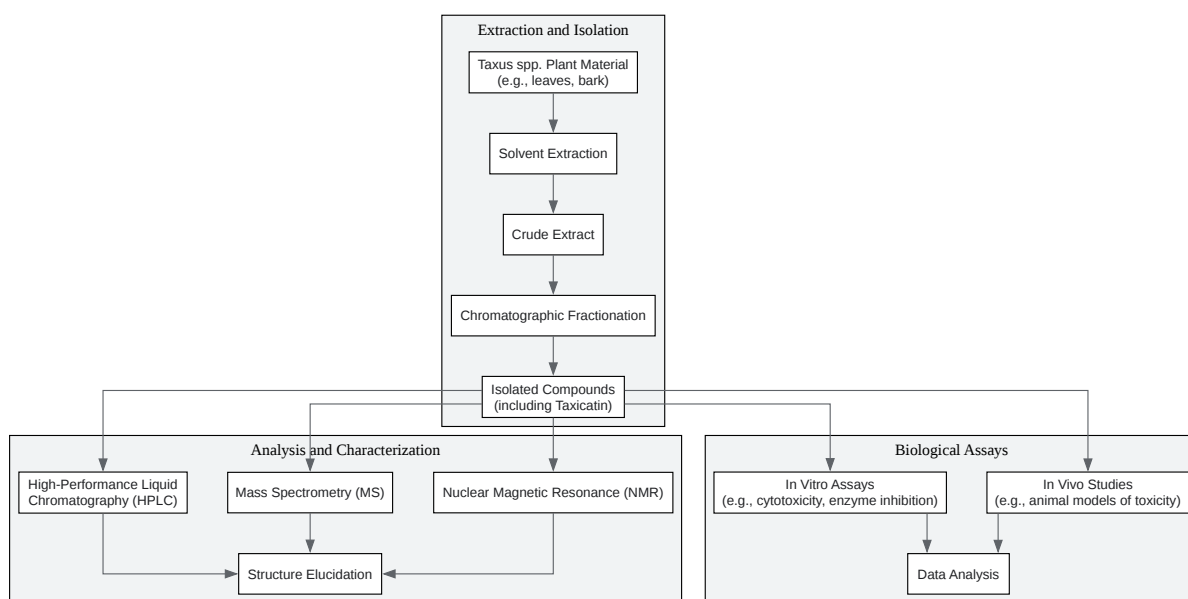 Extraction and Isolation
Taxus spp. Plant Material
(e.g., leaves, bark)
Solvent Extraction
Crude Extract
Chromatographic Fractionation
Isolated Compounds
(including Taxicatin)
Analysis and Characterization
High-Performance Liquid
Chromatography (HPLC)
Mass Spectrometry (MS)
Nuclear Magnetic Resonance (NMR)
Structure Elucidation
Biological Assays
In Vitro Assays
(e.g., cytotoxicity, enzyme inhibition)
In Vivo Studies
(e.g., animal models of toxicity)
Data Analysis